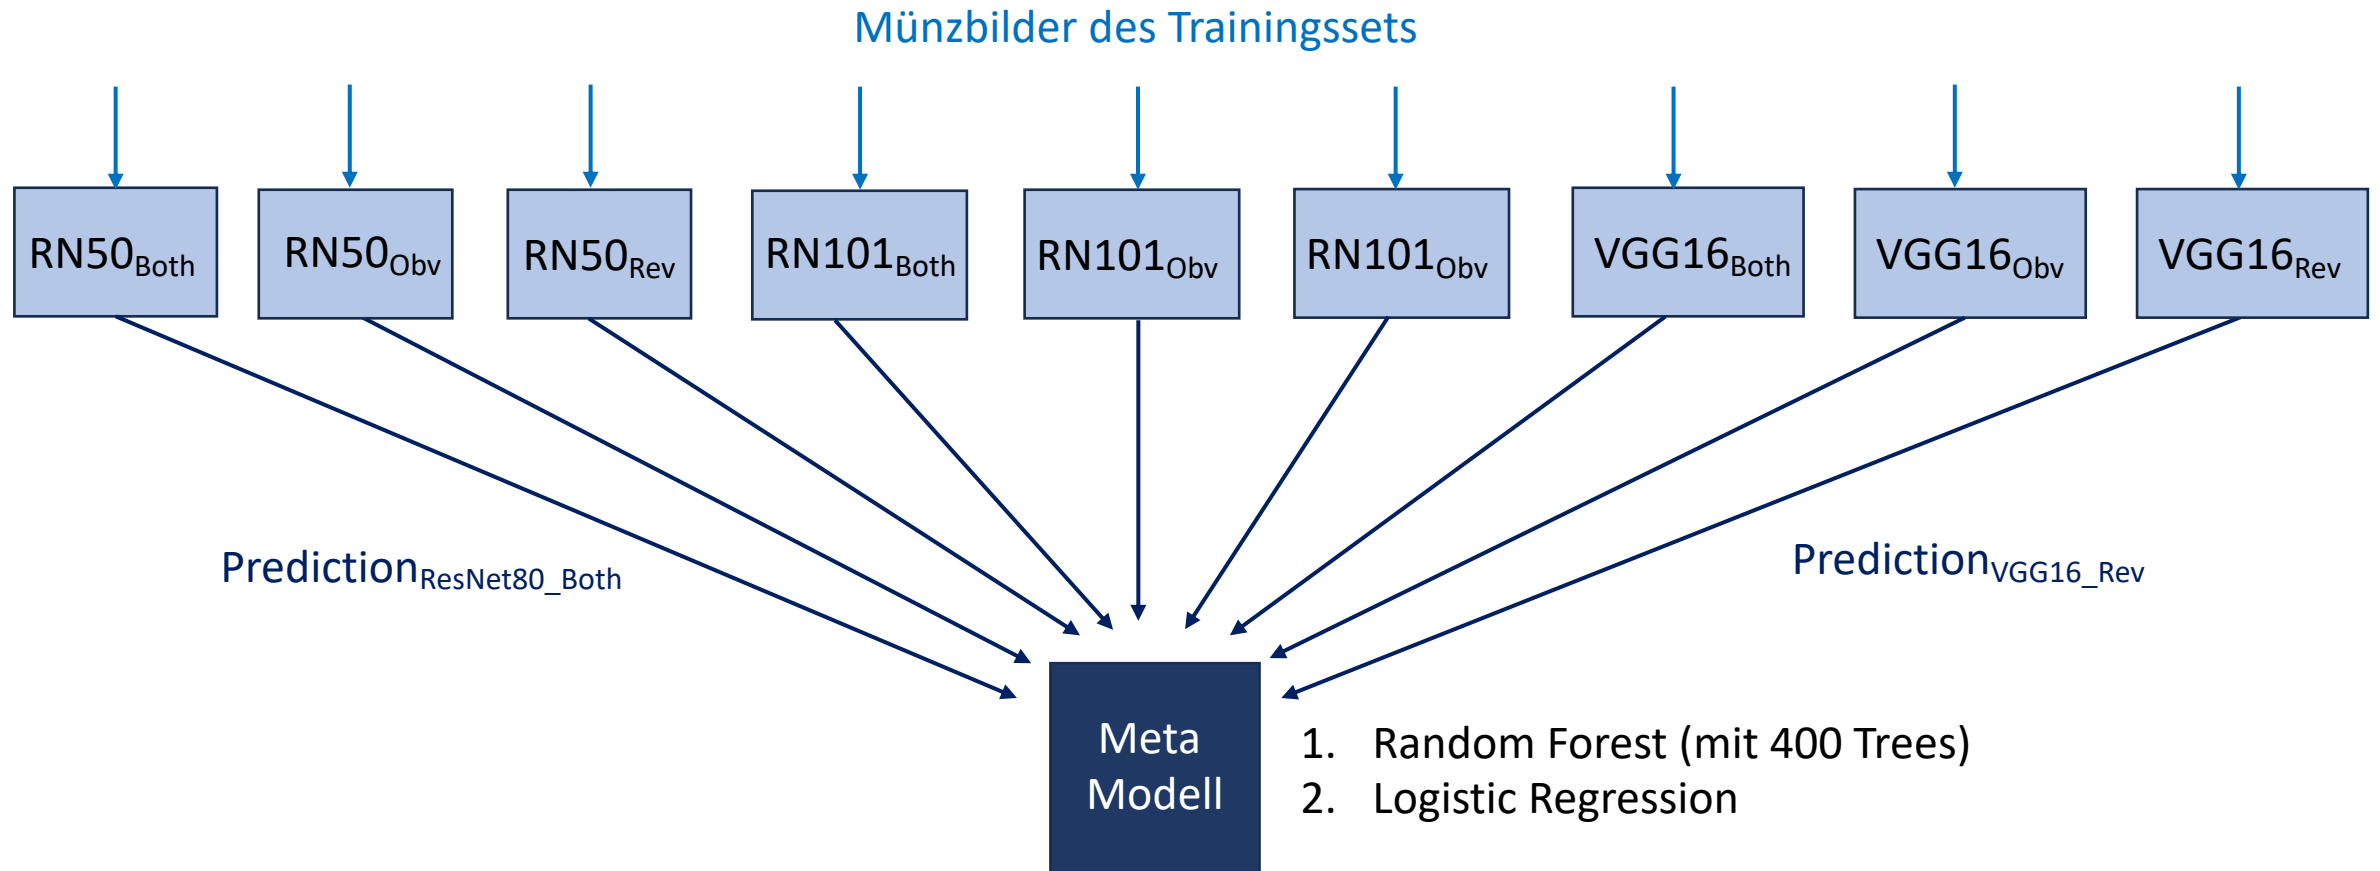 Münzbilder des Trainingssets
RN50Both
RN50Obv
RN50Rev
RN101Both
RN101Obv
RN101Obv
VGG16Both
VGG16Obv
VGG16Rev
PredictionResNet80_Both
PredictionVGG16_Rev
Meta
Modell
1. Random Forest (mit 400 Trees)
2. Logistic Regression